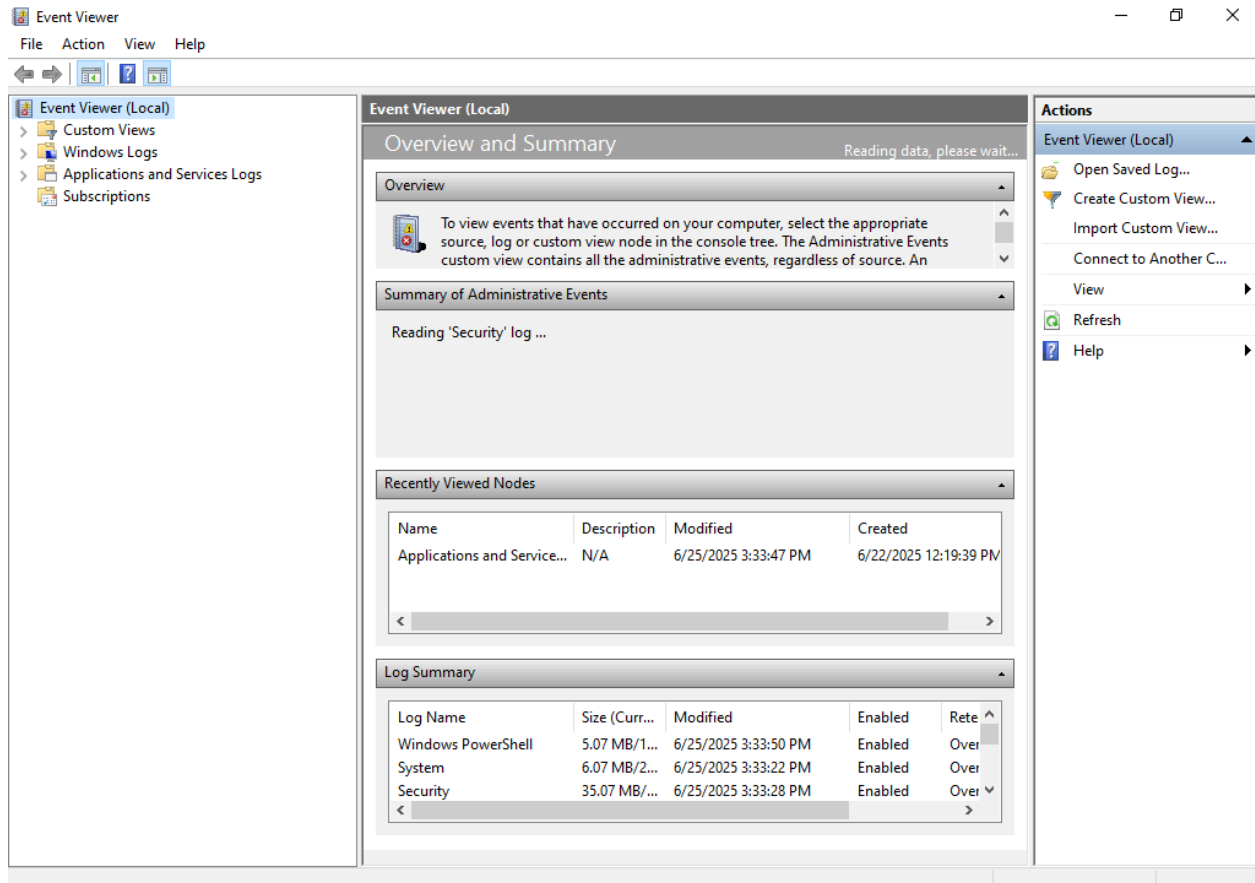 Event Viewer
File Action View Help
Event Viewer (Local)
Custom Views
Windows Logs
Applications and Services Logs
Subscriptions
Event Viewer (Local)
Overview and Summary Reading data, please wait...
Overview
To view events that have occurred on your computer, select the appropriate
source, log or custom view node in the console tree. The Administrative Events
custom view contains all the administrative events, regardless of source. An
Summary of Administrative Events
Reading 'Security' log ...
Recently Viewed Nodes
Name Description Modified Created
Applications and Service... N/A 6/25/2025 3:33:47 PM 6/22/2025 12:19:39 PM
Log Summary
Log Name Size (Curr... Modified Enabled Rete
Windows PowerShell 5.07 MB/1... 6/25/2025 3:33:50 PM Enabled Over
System 6.07 MB/2... 6/25/2025 3:33:22 PM Enabled Over
Security 35.07 MB/... 6/25/2025 3:33:28 PM Enabled Over
Actions
Event Viewer (Local)
Open Saved Log...
Create Custom View...
Import Custom View...
Connect to Another C...
View
Refresh
Help